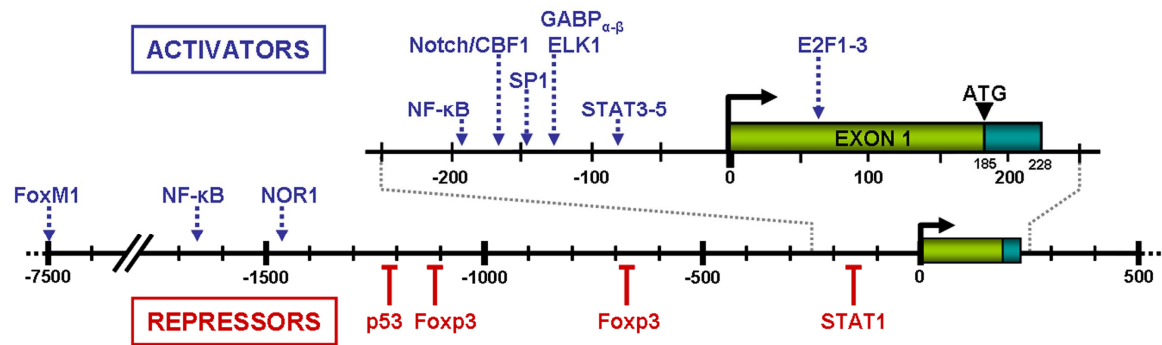 GABPα-β
ACTIVATORS
Notch/CBF1 ELK1 E2F1-3
SP1 ATG
NF-κB STAT3-5
EXON 1
-200 -100 0 100 185 200 228
FoxM1 NF-κB NOR1
-7500 -1500 -1000 -500 0 500
REPRESSORS p53 Foxp3 Foxp3 STAT1